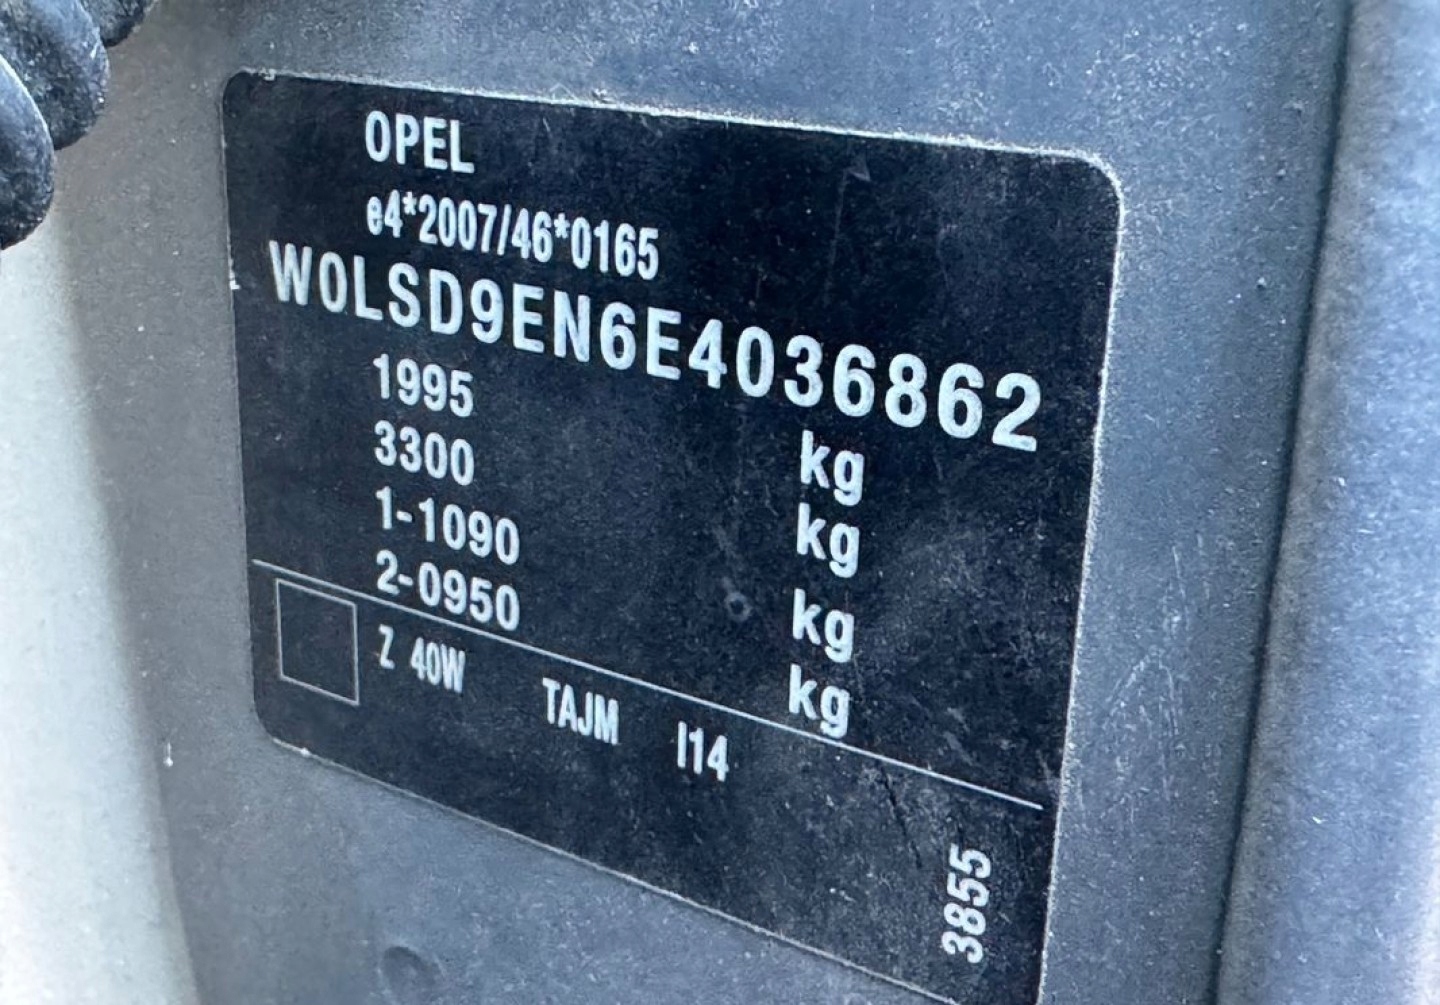 OPEL
e4*2007/46*0165
W0LSD9EN6E4036862
1995 kg
3300 kg
1-1090 kg
2-0950 kg
Z 40W TAJM I14
3855